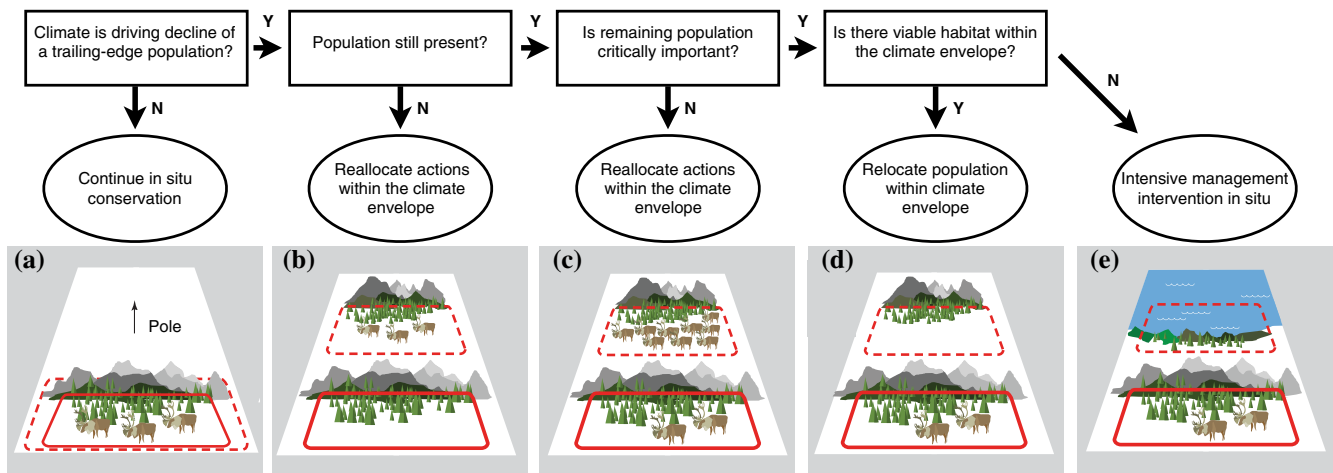 Climate is driving decline of
a trailing-edge population?
Y
Population still present?
Y
Is remaining population
critically important?
Y
Is there viable habitat within
the climate envelope?
N
N
N
Y
N
Continue in situ
conservation
Reallocate actions
within the climate
envelope
Reallocate actions
within the climate
envelope
Relocate population
within climate
envelope
Intensive management
intervention in situ
(a)
Pole
(b)
(c)
(d)
(e)